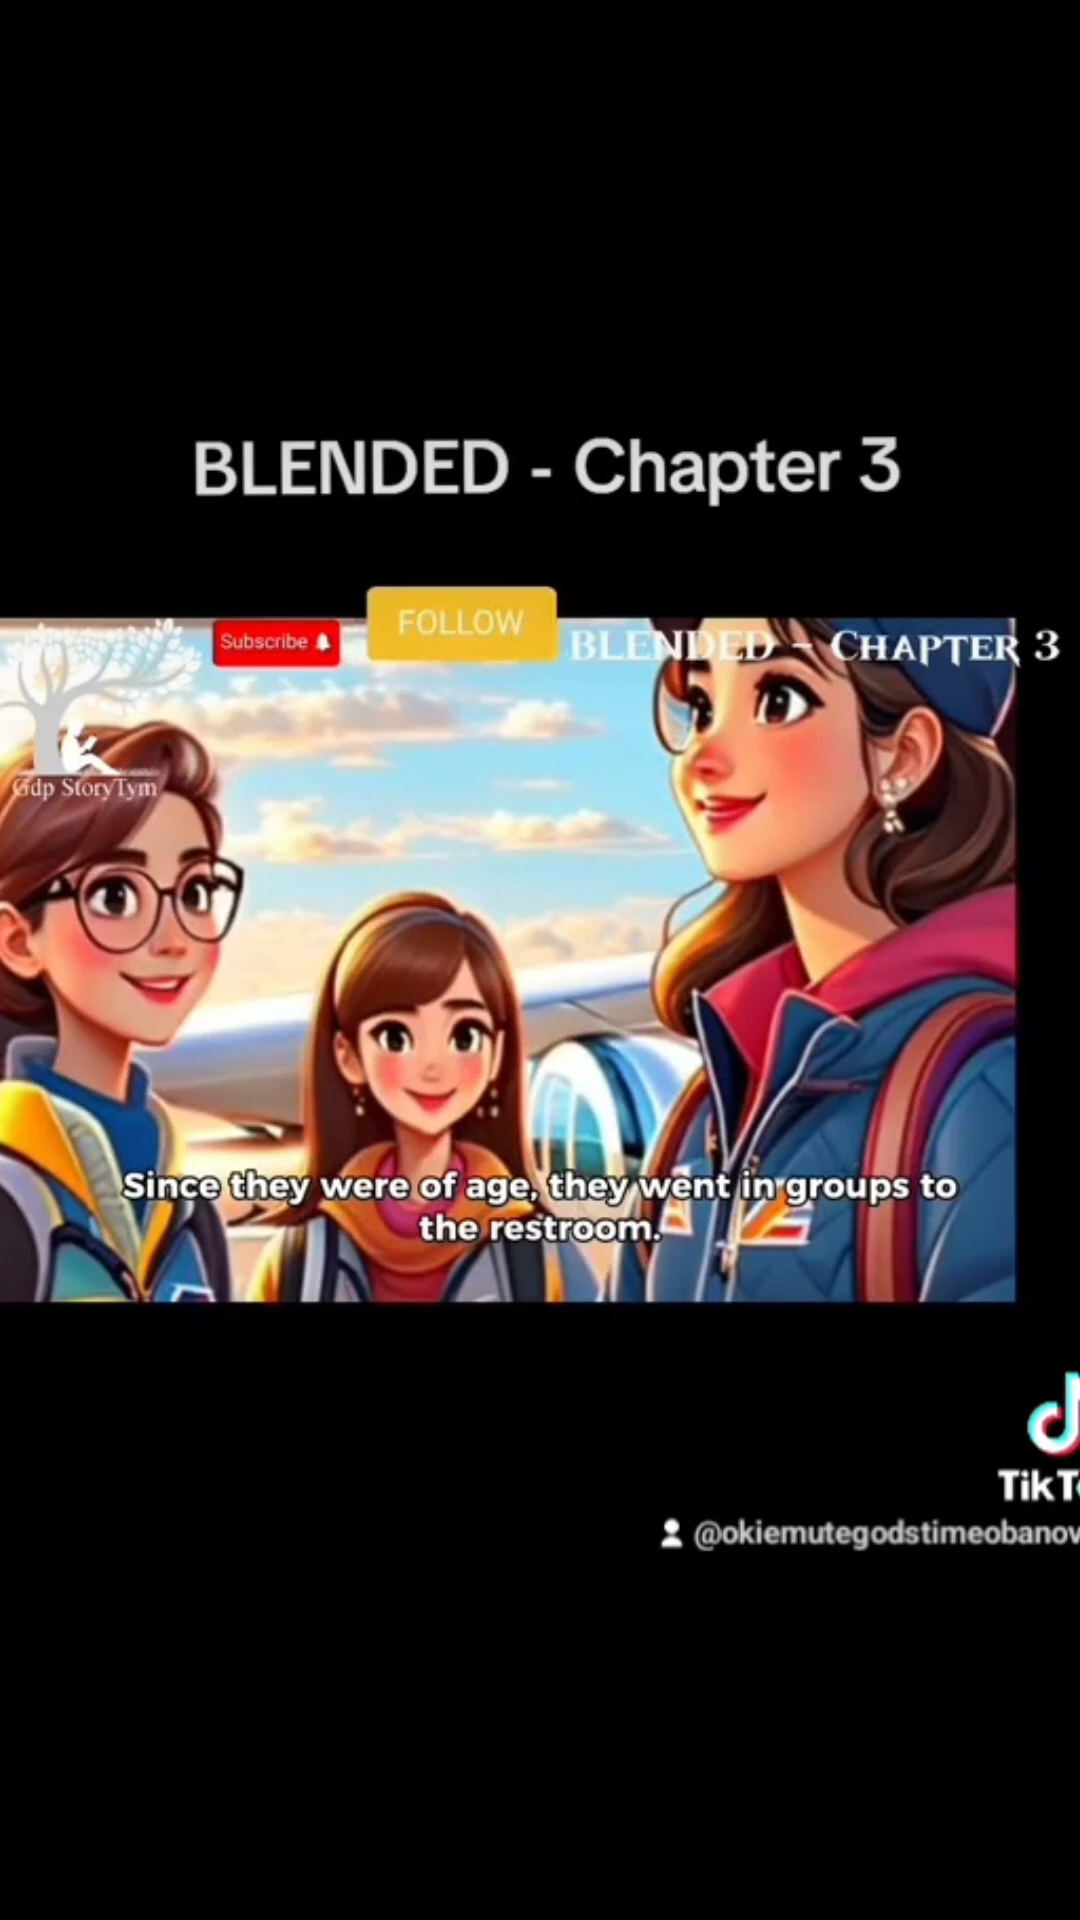 BLENDED - Chapter 3
FOLLOW
Subscribe
BLENDED - CHAPTER 3
Gdp StoryTym
Since they were of age, they went in groups to
the restroom.
TikTo
@okiemutegodstimeobanov